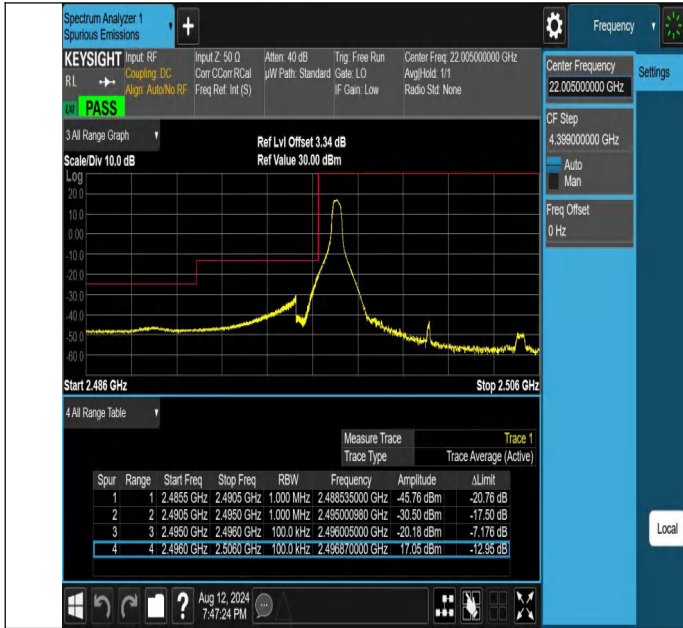 Spectrum Analyzer 1
Spurious Emissions
+
Frequency
KEYSIGHT Input: RF Input Z: 50 Ω Atten: 40 dB Trig: Free Run Center Freq: 22.005000000 GHz
RL Coupling: DC Corr CCorr RCal µW Path: Standard Gate: LO Avg|Hold: 1/1
Align: Auto/No RF Freq Ref: Int (S) IF Gain: Low Radio Std: None
PASS
Center Frequency
22.005000000 GHz
Settings
CF Step
4.399000000 GHz
Auto
Man
Freq Offset
0 Hz
Local
3 All Range Graph
Ref Lvl Offset 3.34 dB
Scale/Div 10.0 dB Ref Value 30.00 dBm
Log
20.0
10.0
0.00
-10.0
-20.0
-30.0
-40.0
-50.0
-60.0
Start 2.486 GHz Stop 2.506 GHz
4 All Range Table
Measure Trace Trace 1
Trace Type Trace Average (Active)
Spur Range Start Freq Stop Freq RBW Frequency Amplitude ΔLimit
1 1 2.4855 GHz 2.4905 GHz 1.000 MHz 2.488535000 GHz -45.76 dBm -20.76 dB
2 2 2.4905 GHz 2.4950 GHz 1.000 MHz 2.495000980 GHz -30.50 dBm -17.50 dB
3 3 2.4950 GHz 2.4960 GHz 100.0 kHz 2.496005000 GHz -20.18 dBm -7.176 dB
4 4 2.4960 GHz 2.5060 GHz 100.0 kHz 2.496870000 GHz 17.05 dBm -12.95 dB
? Aug 12, 2024
7:47:24 PM